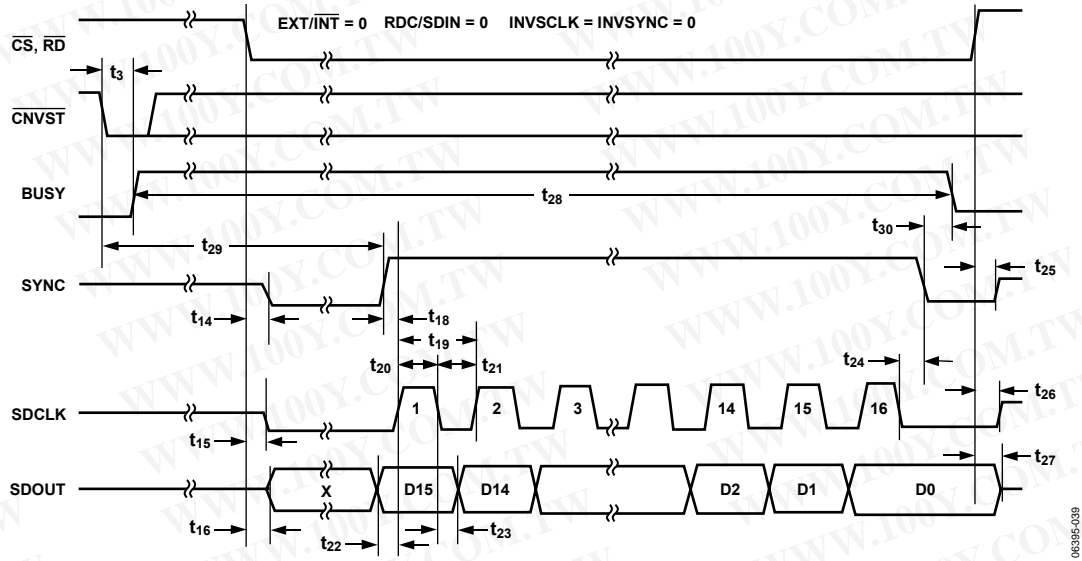 EXT/INT = 0 RDC/SDIN = 0 INVSCLK = INVSYNC = 0
CS, RD
t3
CNVST
BUSY
t28
t29
t30
SYNC
t25
t14
t18
t19
t20
t21
t24
t26
SDCLK
1 2 3 14 15 16
t15
t27
SDOUT
X D15 D14 D2 D1 D0
t16
t22
t23
06395-039
WWW.100Y.COM.TW